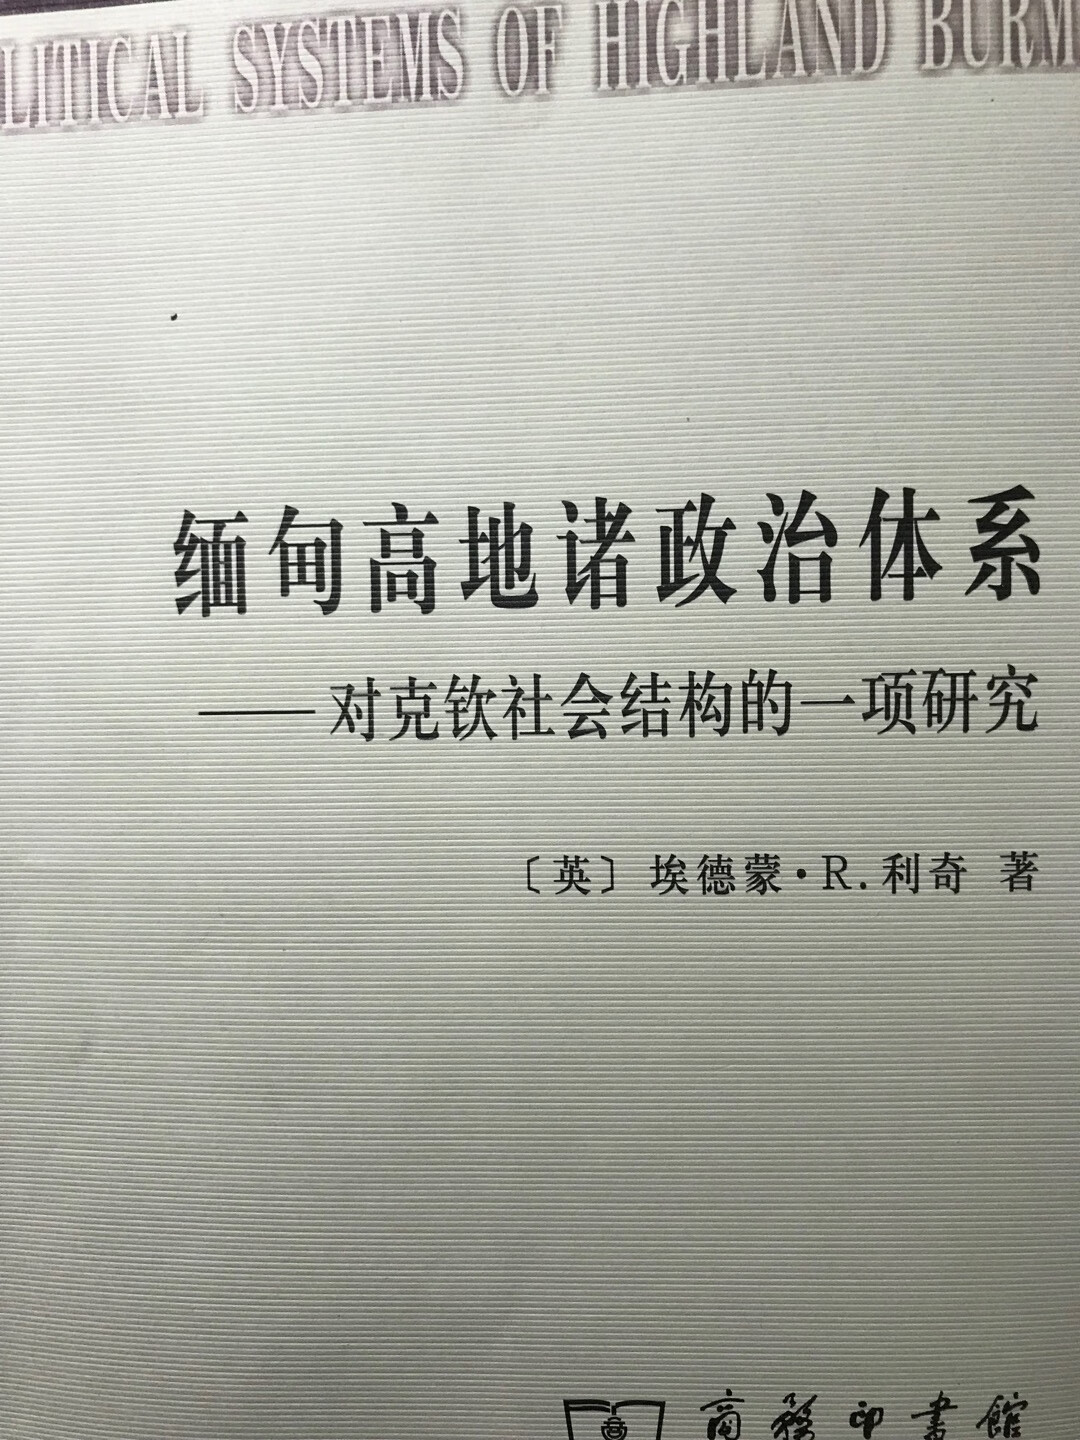 LITICAL SYSTEMS OF HIGHLAND BURM
缅甸高地诸政治体系
——对克钦社会结构的一项研究
〔英〕埃德蒙·R.利奇 著
商務印書館